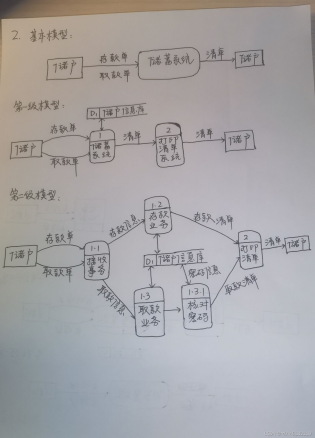 2. 基本模型:
储户
存款单
取款单
储蓄系统
清单
储户
第一级模型:
D1 储户信息库
储户
存款单
取款单
1
储蓄系统
清单
2
打印清单系统
清单
储户
第二级模型:
储户
存款单
取款单
1.1
接收事务
存款信息
1.2
存款业务
存款清单
D1 储户信息库
取款信息
1.3
取款业务
密码信息
1.3.1
核对密码
取款清单
2
打印清单
清单
储户